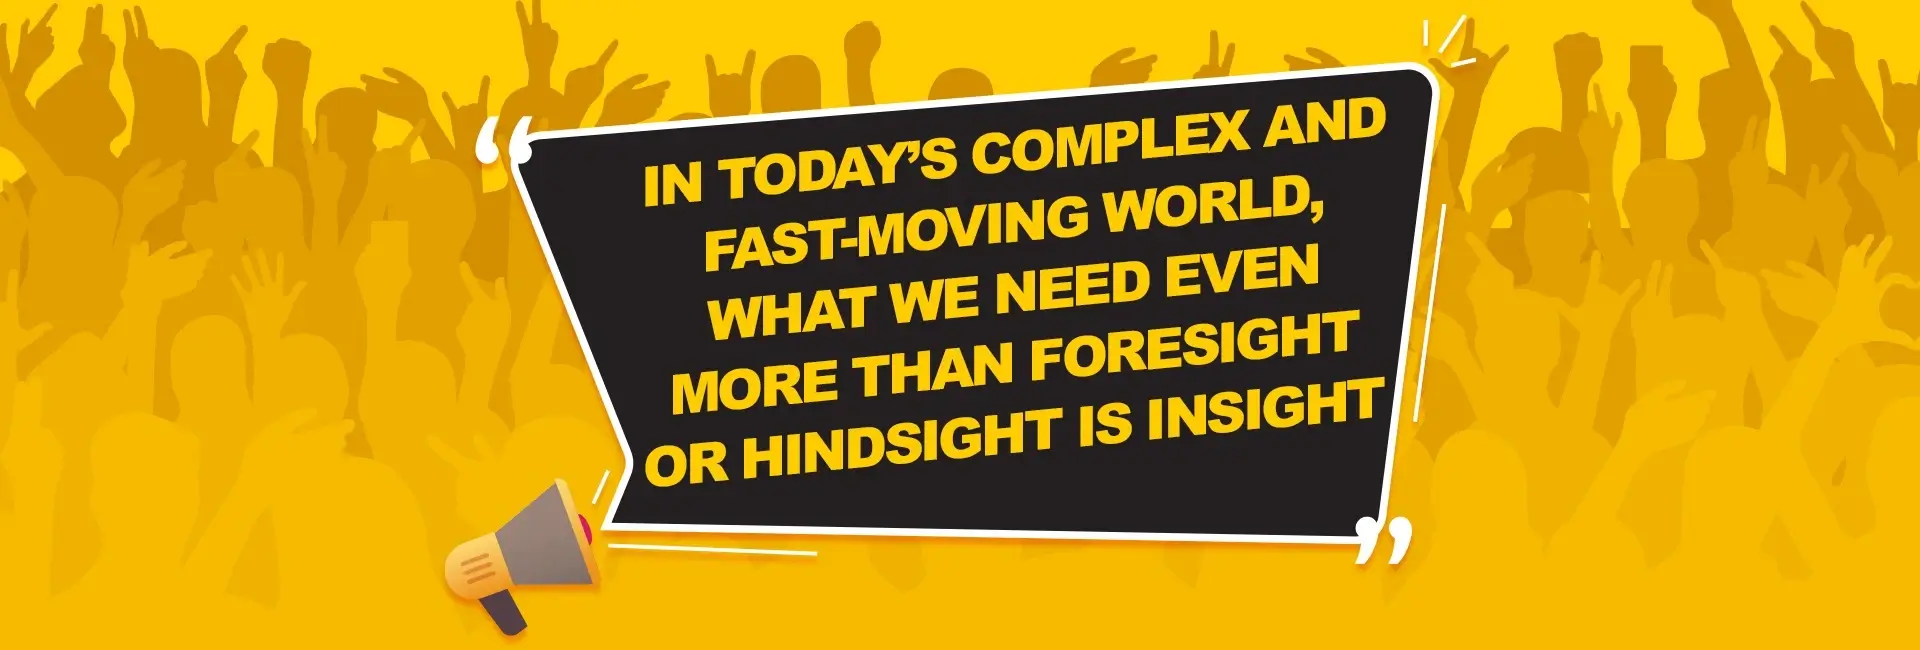 “
IN TODAY’S COMPLEX AND
FAST-MOVING WORLD,
WHAT WE NEED EVEN
MORE THAN FORESIGHT
OR HINDSIGHT IS INSIGHT
”